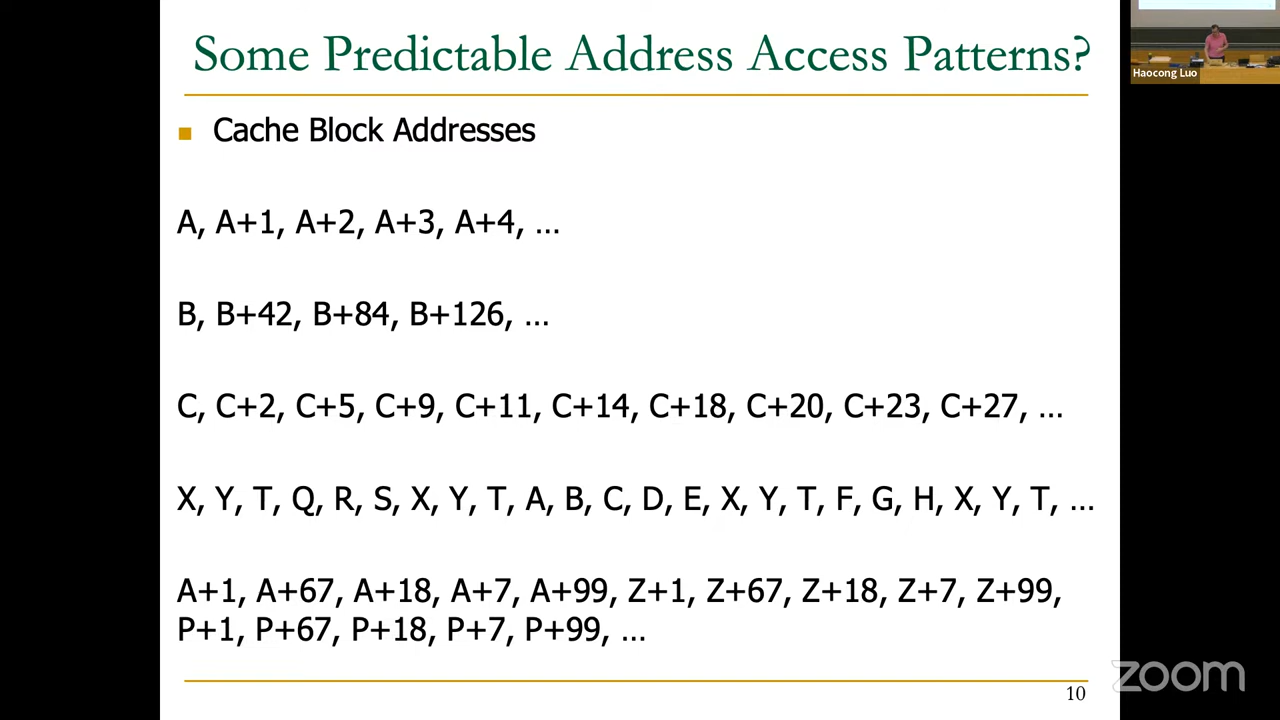 Some Predictable Address Access Patterns?
Haocong Luo
Cache Block Addresses
A, A+1, A+2, A+3, A+4, ...
B, B+42, B+84, B+126, ...
C, C+2, C+5, C+9, C+11, C+14, C+18, C+20, C+23, C+27, ...
X, Y, T, Q, R, S, X, Y, T, A, B, C, D, E, X, Y, T, F, G, H, X, Y, T, ...
A+1, A+67, A+18, A+7, A+99, Z+1, Z+67, Z+18, Z+7, Z+99,
P+1, P+67, P+18, P+7, P+99, ...
10
zoom